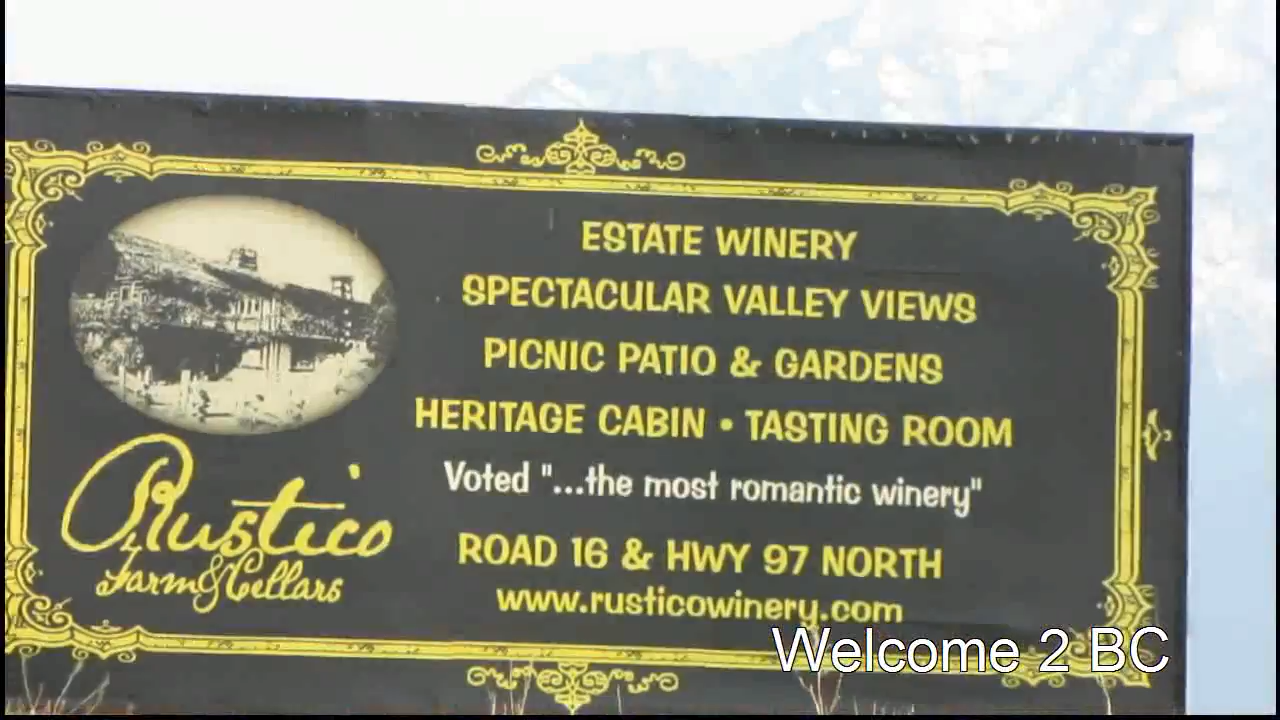 ESTATE WINERY
SPECTACULAR VALLEY VIEWS
PICNIC PATIO & GARDENS
HERITAGE CABIN • TASTING ROOM
Voted "...the most romantic winery"
ROAD 16 & HWY 97 NORTH
www.rusticowinery.com
Rustico
Farm & Cellars
Welcome 2 BC